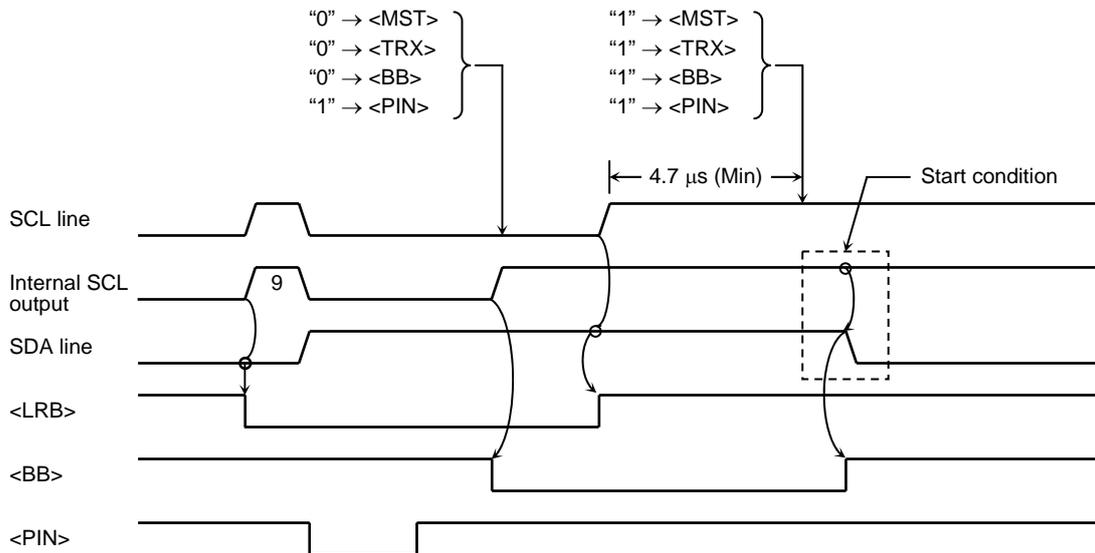 “0” → <MST>
“0” → <TRX>
“0” → <BB>
“1” → <PIN>
“1” → <MST>
“1” → <TRX>
“1” → <BB>
“1” → <PIN>
4.7 μs (Min)
Start condition
SCL line
Internal SCL
output
9
SDA line
<LRB>
<BB>
<PIN>